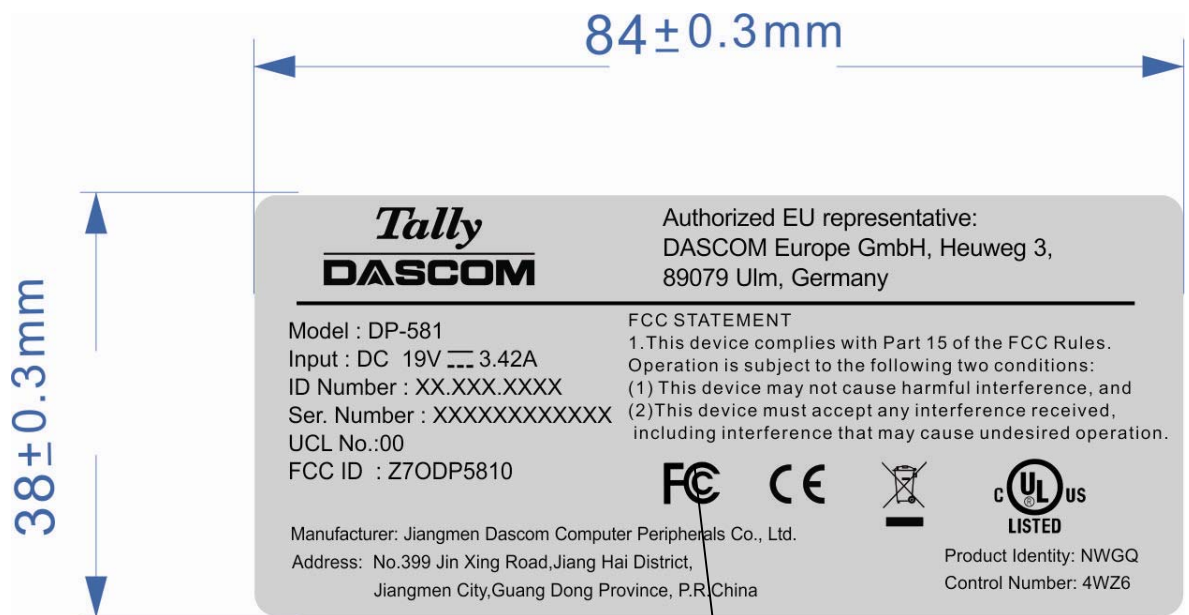 84±0.3mm
38±0.3mm
Tally
DASCOM
Authorized EU representative:
DASCOM Europe GmbH, Heuweg 3,
89079 Ulm, Germany
Model : DP-581
Input : DC 19V ⎓ 3.42A
ID Number : XX.XXX.XXXX
Ser. Number : XXXXXXXXXXXX
UCL No.:00
FCC ID : Z7ODP5810
FCC STATEMENT
1.This device complies with Part 15 of the FCC Rules.
Operation is subject to the following two conditions:
(1) This device may not cause harmful interference, and
(2)This device must accept any interference received,
including interference that may cause undesired operation.
FC CE
C UL ® US
LISTED
Manufacturer: Jiangmen Dascom Computer Peripherals Co., Ltd.
Address: No.399 Jin Xing Road,Jiang Hai District,
Jiangmen City,Guang Dong Province, P.R.China
Product Identity: NWGQ
Control Number: 4WZ6